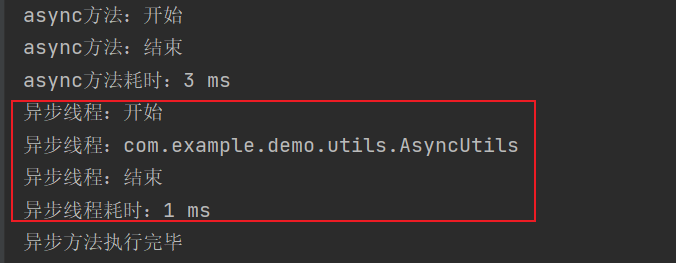 async方法：开始
async方法：结束
async方法耗时：3 ms
异步线程：开始
异步线程：com.example.demo.utils.AsyncUtils
异步线程：结束
异步线程耗时：1 ms
异步方法执行完毕